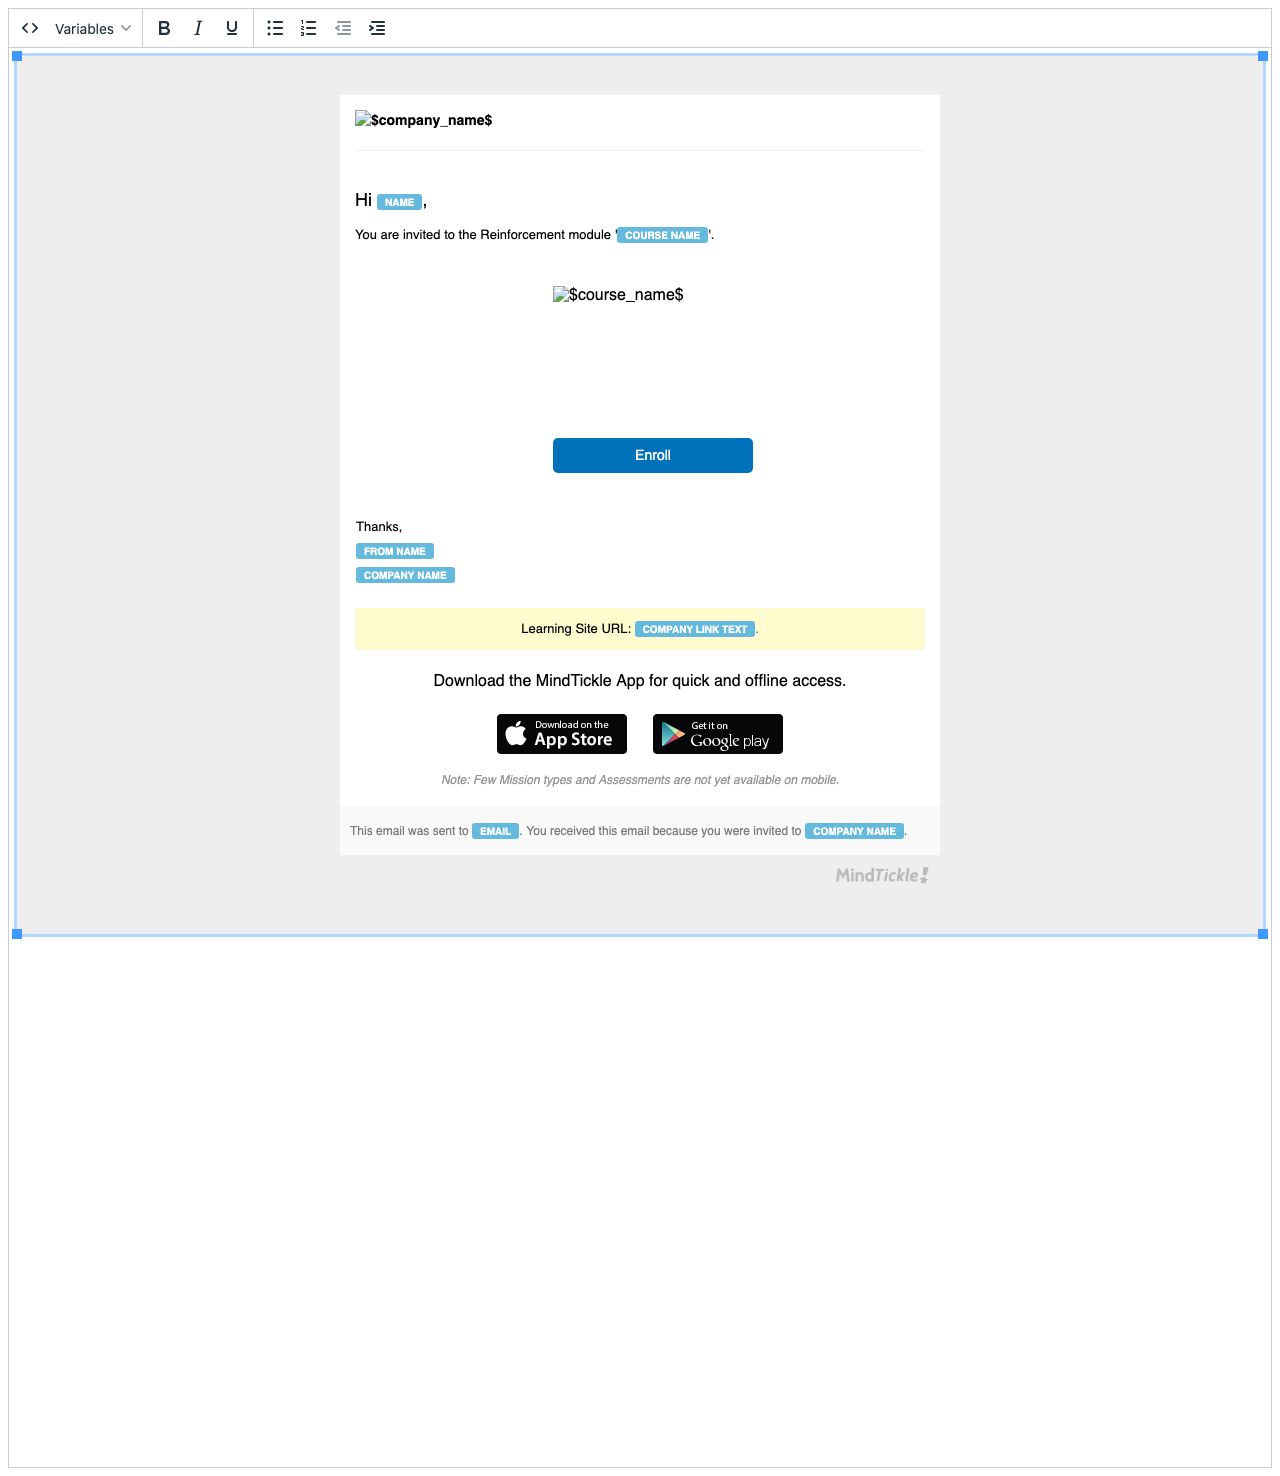 Variables
$company_name$
Hi NAME,
You are invited to the Reinforcement module 'COURSE NAME'.
$course_name$
Enroll
Thanks,
FROM NAME
COMPANY NAME
Learning Site URL: COMPANY LINK TEXT.
Download the MindTickle App for quick and offline access.
Download on the App Store
Get it on Google play
Note: Few Mission types and Assessments are not yet available on mobile.
This email was sent to EMAIL. You received this email because you were invited to COMPANY NAME.
MindTickle!